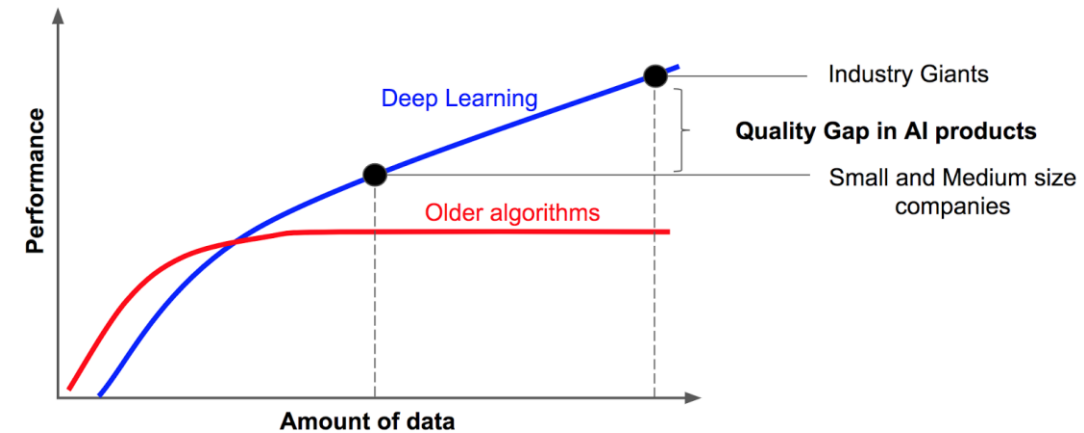 Industry Giants
Deep Learning
Quality Gap in AI products
Performance
Small and Medium size
companies
Older algorithms
Amount of data